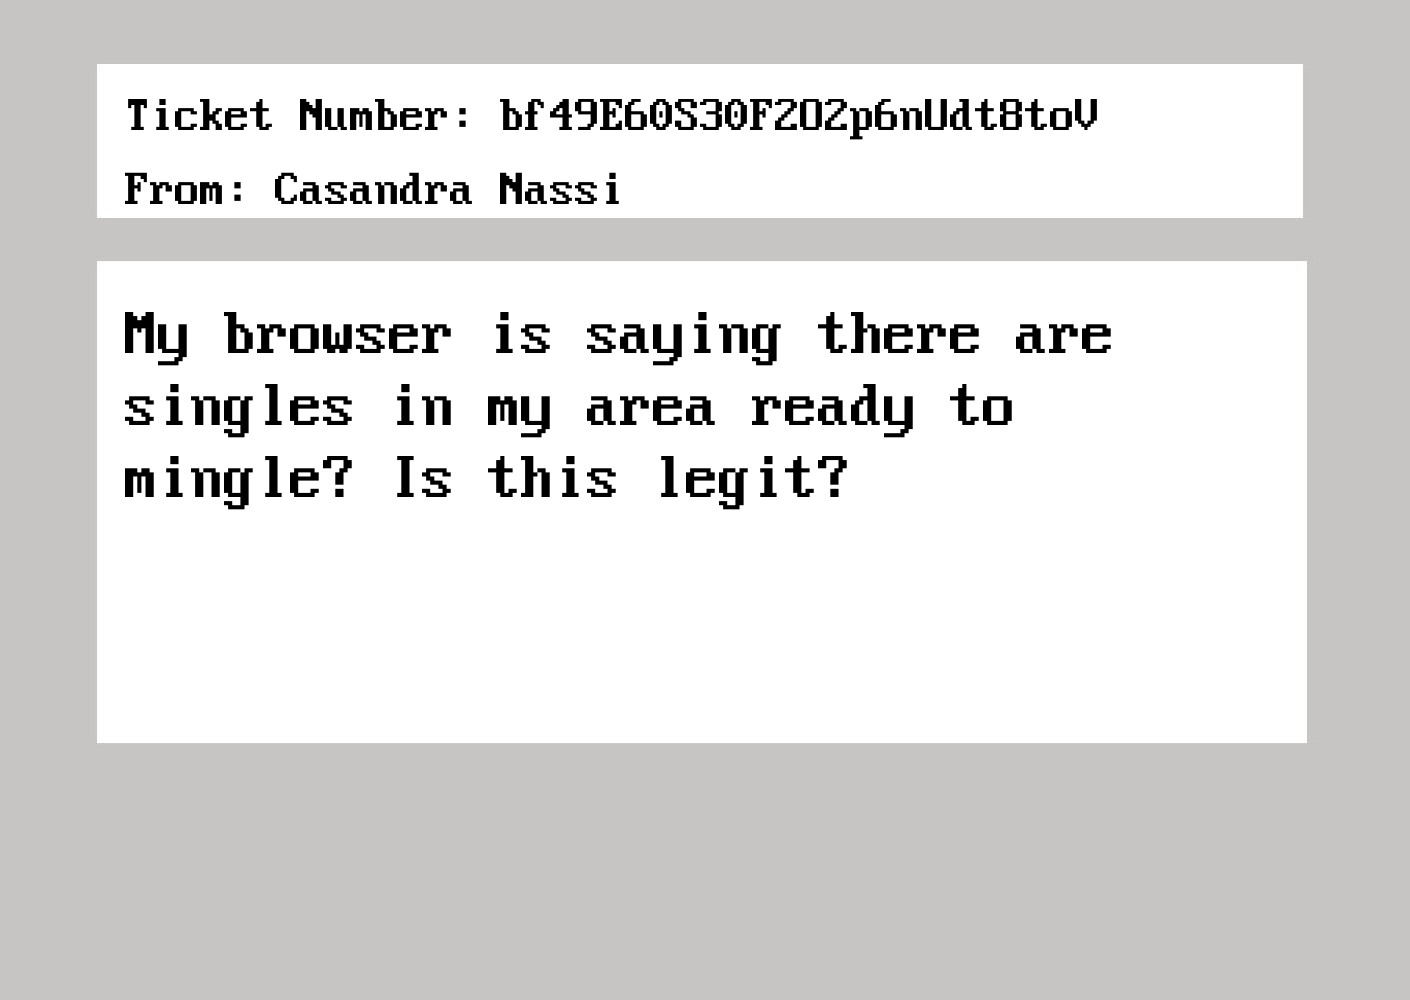 Ticket Number: bf49E60S30F2O2p6nUdt8toV
From: Casandra Nassi
My browser is saying there are
singles in my area ready to
mingle? Is this legit?